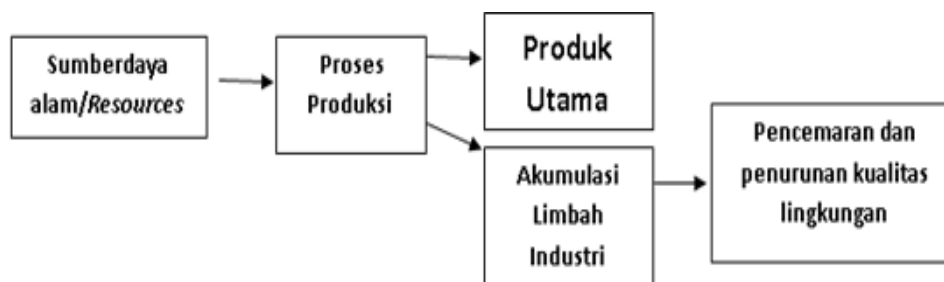 Sumberdaya
alam/Resources
Proses
Produksi
Produk
Utama
Akumulasi
Limbah
Industri
Pencemaran dan
penurunan kualitas
lingkungan